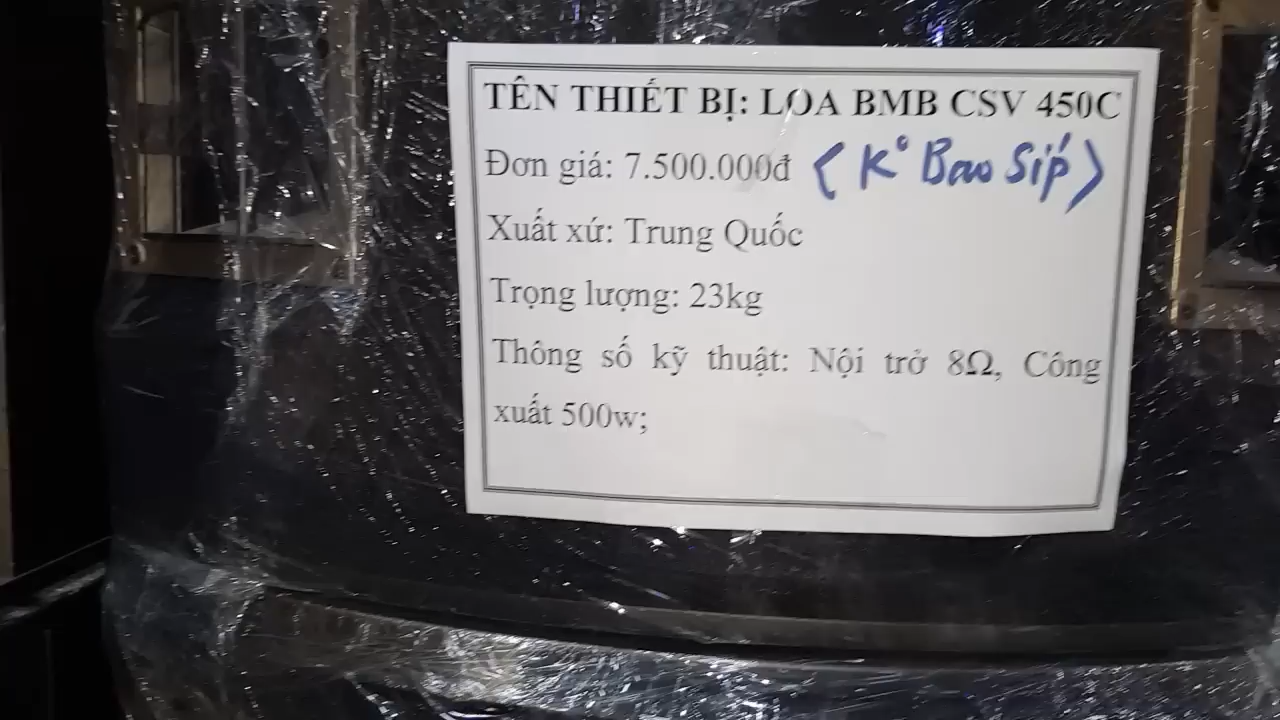 TÊN THIẾT BỊ: LOA BMB CSV 450C
Đơn giá: 7.500.000đ < K° Bao Síp >
Xuất xứ: Trung Quốc
Trọng lượng: 23kg
Thông số kỹ thuật: Nội trở 8Ω, Công
xuất 500w;